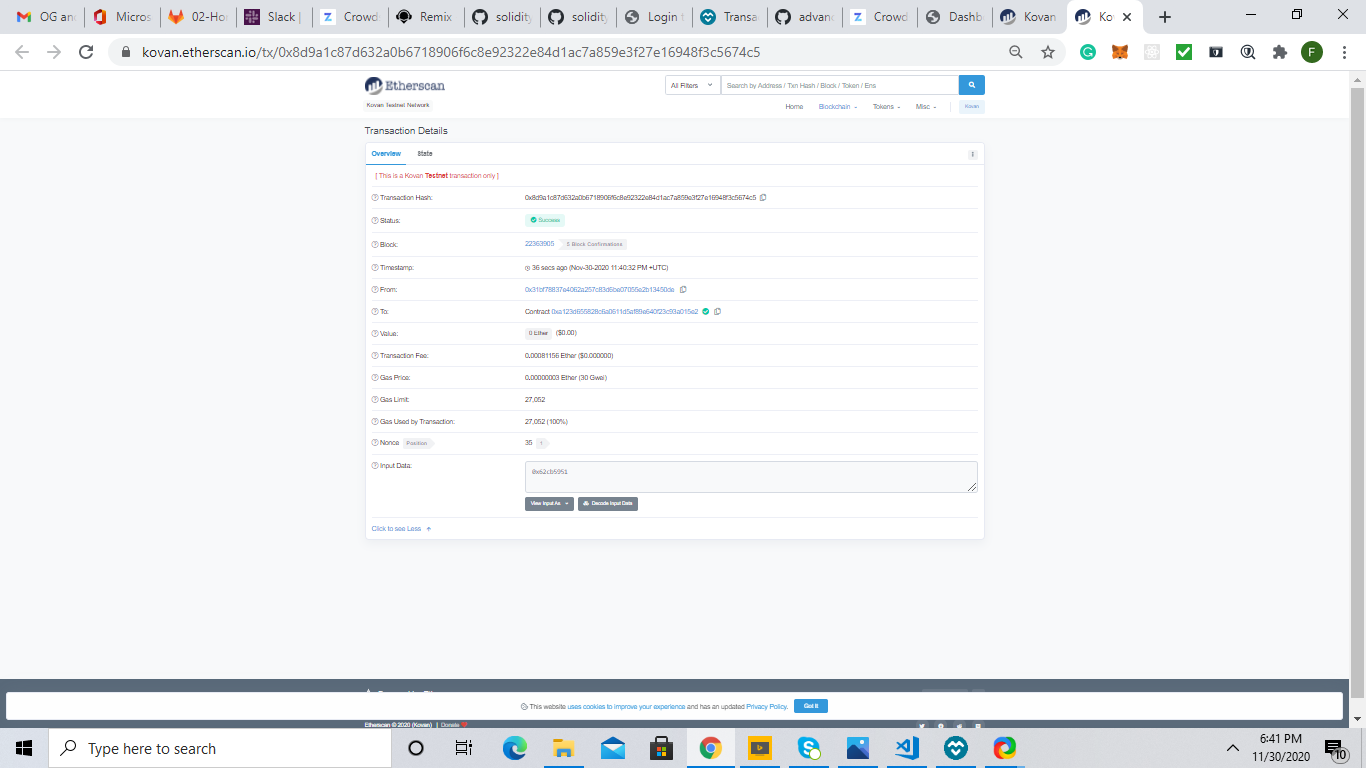 OG and
Micros
02-Hor
Slack |
Crowds
Remix
solidity
solidity
Login t
Transa
advanc
Crowd
Dashb
Kovan
Ko
kovan.etherscan.io/tx/0x8d9a1c87d632a0b6718906f6c8e92322e84d1ac7a859e3f27e16948f3c5674c5
F
Etherscan
All Filters
Search by Address / Txn Hash / Block / Token / Ens
Kovan Testnet Network
Home Blockchain Tokens Misc Kovan
Transaction Details
Overview State
[ This is a Kovan Testnet transaction only ]
Transaction Hash: 0x8d9a1c87d632a0b6718906f6c8e92322e84d1ac7a859e3f27e16948f3c5674c5
Status: Success
Block: 22363905 0 Block Confirmations
Timestamp: 36 secs ago (Nov-30-2020 11:40:32 PM +UTC)
From: 0x31bf78837e4062a257c83d6be07055e2b13450de
To: Contract 0xa123d655828c6a0611d5af89e640f23c93a015e2
Value: 0 Ether ($0.00)
Transaction Fee: 0.00081156 Ether ($0.000000)
Gas Price: 0.00000003 Ether (30 Gwei)
Gas Limit: 27,052
Gas Used by Transaction: 27,052 (100%)
Nonce Position 35 1
Input Data: 0x62cb5951
View Input As Decode Input Data
Click to see Less
This website uses cookies to improve your experience and has an updated Privacy Policy. Got It
Etherscan © 2020 (Kovan) | Donate
Type here to search
6:41 PM
11/30/2020
10